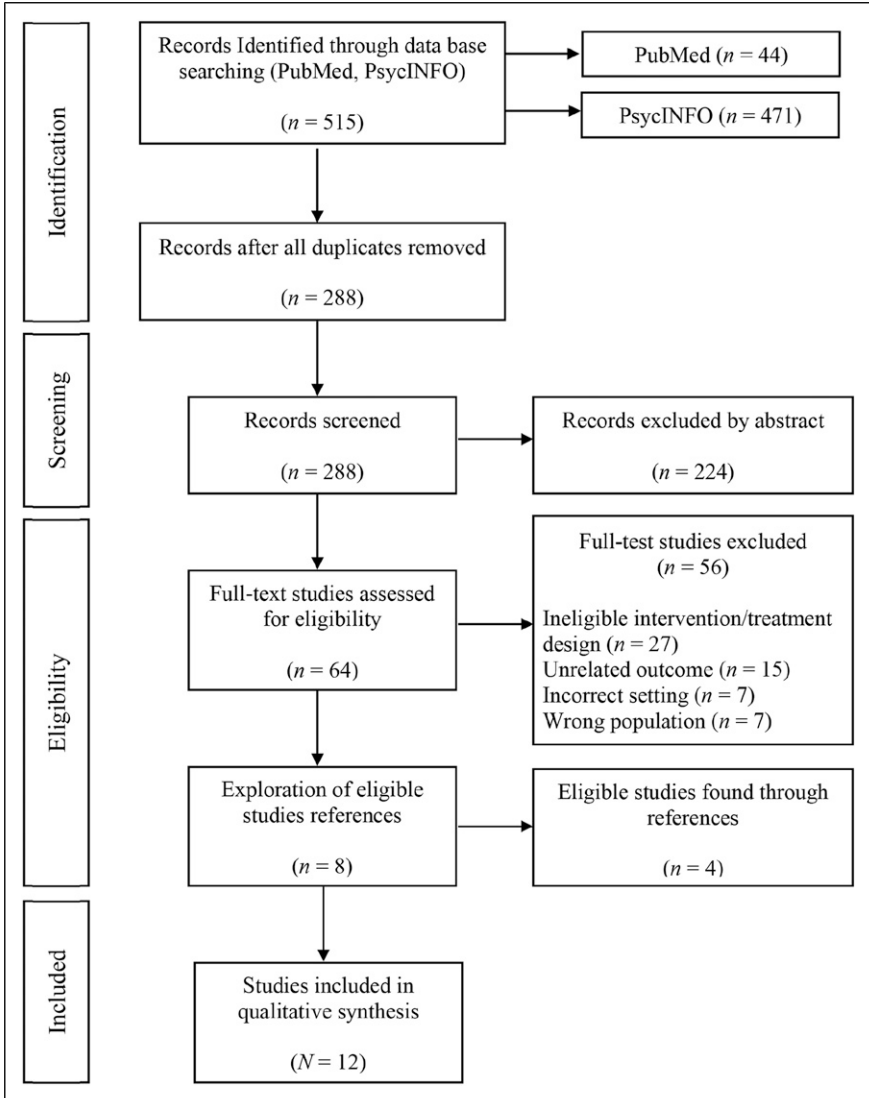 Identification
Records Identified through data base
searching (PubMed, PsycINFO)
(n = 515)
PubMed (n = 44)
PsycINFO (n = 471)
Records after all duplicates removed
(n = 288)
Screening
Records screened
(n = 288)
Records excluded by abstract
(n = 224)
Eligibility
Full-text studies assessed
for eligibility
(n = 64)
Full-test studies excluded
(n = 56)
Ineligible intervention/treatment
design (n = 27)
Unrelated outcome (n = 15)
Incorrect setting (n = 7)
Wrong population (n = 7)
Exploration of eligible
studies references
(n = 8)
Eligible studies found through
references
(n = 4)
Included
Studies included in
qualitative synthesis
(N = 12)